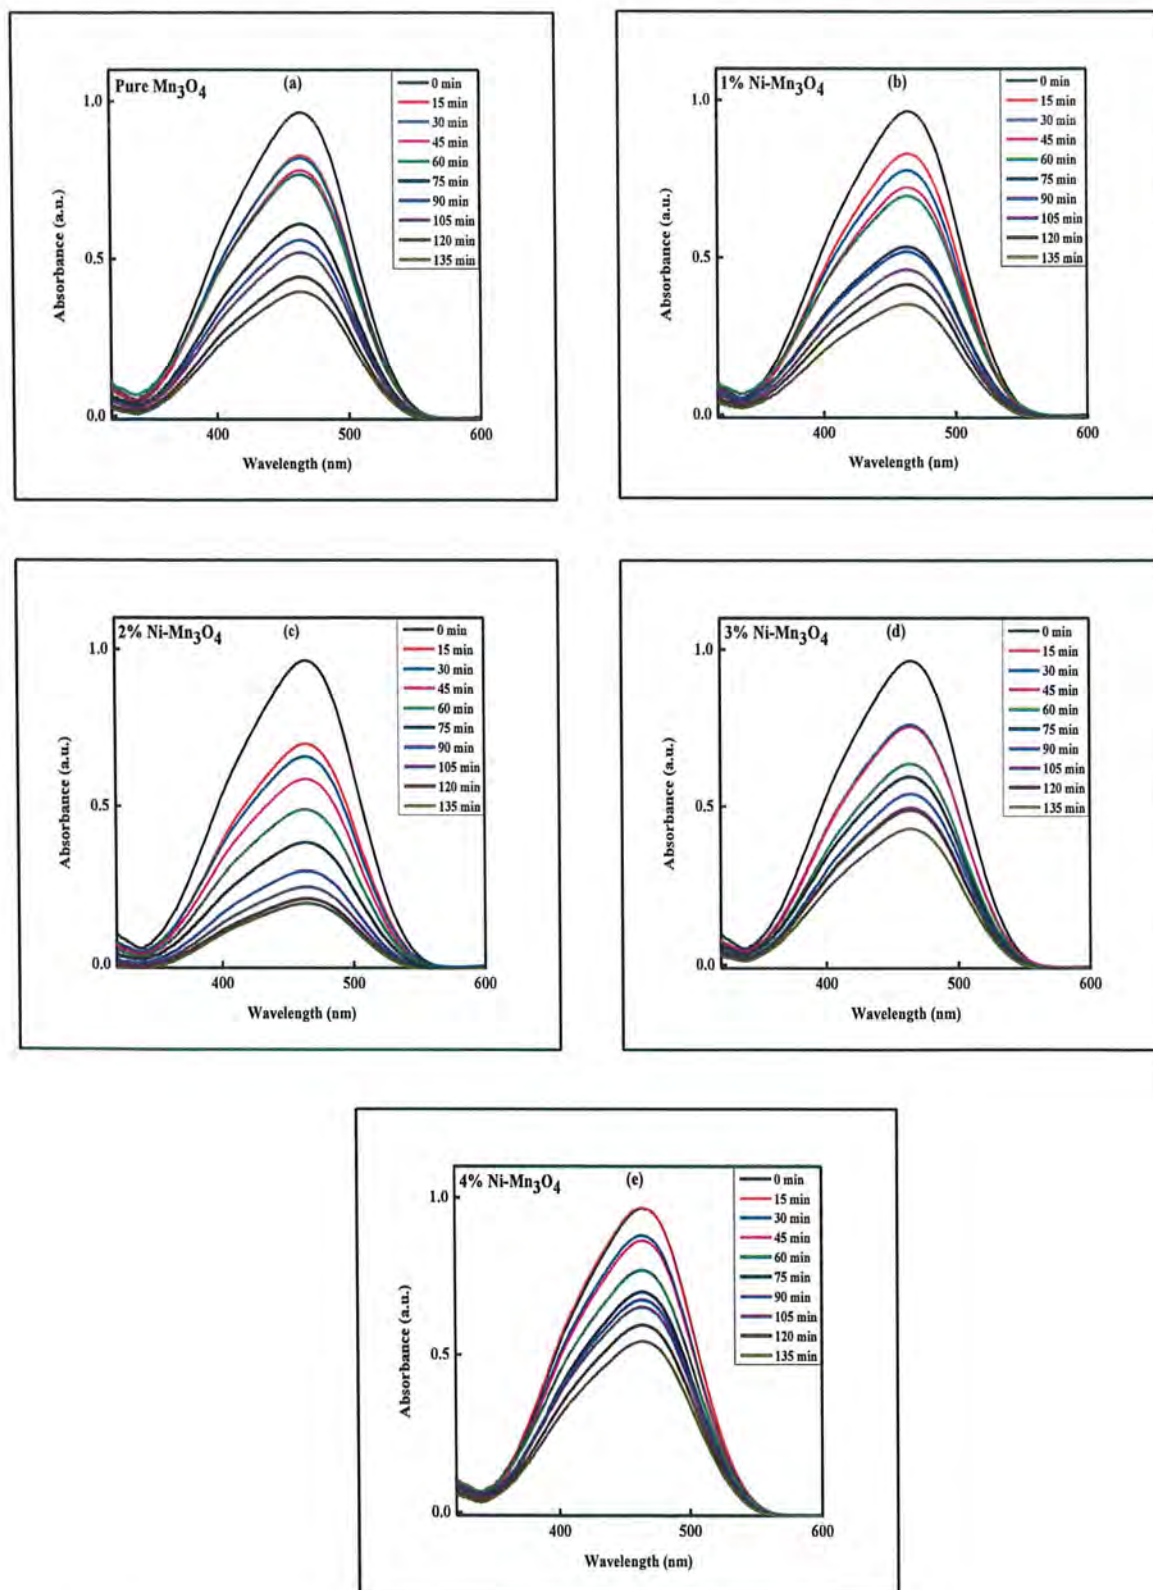 Pure Mn3O4
(a)
0 min
15 min
30 min
45 min
60 min
75 min
90 min
105 min
120 min
135 min
1.0
0.5
0.0
400
500
600
Absorbance (a.u.)
Wavelength (nm)
1% Ni-Mn3O4
(b)
0 min
15 min
30 min
45 min
60 min
75 min
90 min
105 min
120 min
135 min
1.0
0.5
0.0
400
500
600
Absorbance (a.u.)
Wavelength (nm)
2% Ni-Mn3O4
(c)
0 min
15 min
30 min
45 min
60 min
75 min
90 min
105 min
120 min
135 min
1.0
0.5
0.0
400
500
600
Absorbance (a.u.)
Wavelength (nm)
3% Ni-Mn3O4
(d)
0 min
15 min
30 min
45 min
60 min
75 min
90 min
105 min
120 min
135 min
1.0
0.5
0.0
400
500
600
Absorbance (a.u.)
Wavelength (nm)
4% Ni-Mn3O4
(e)
0 min
15 min
30 min
45 min
60 min
75 min
90 min
105 min
120 min
135 min
1.0
0.5
0.0
400
500
600
Absorbance (a.u.)
Wavelength (nm)